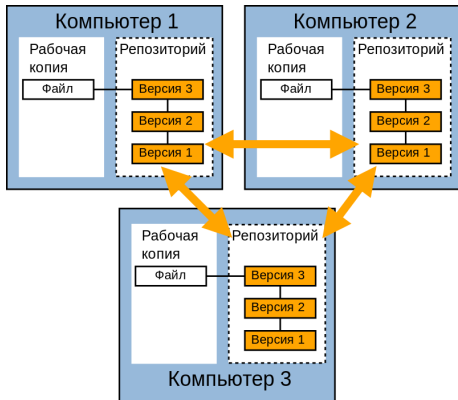 Компьютер 1
Рабочая
копия
Репозиторий
Файл
Версия 3
Версия 2
Версия 1
Компьютер 2
Рабочая
копия
Репозиторий
Файл
Версия 3
Версия 2
Версия 1
Рабочая
копия
Репозиторий
Файл
Версия 3
Версия 2
Версия 1
Компьютер 3